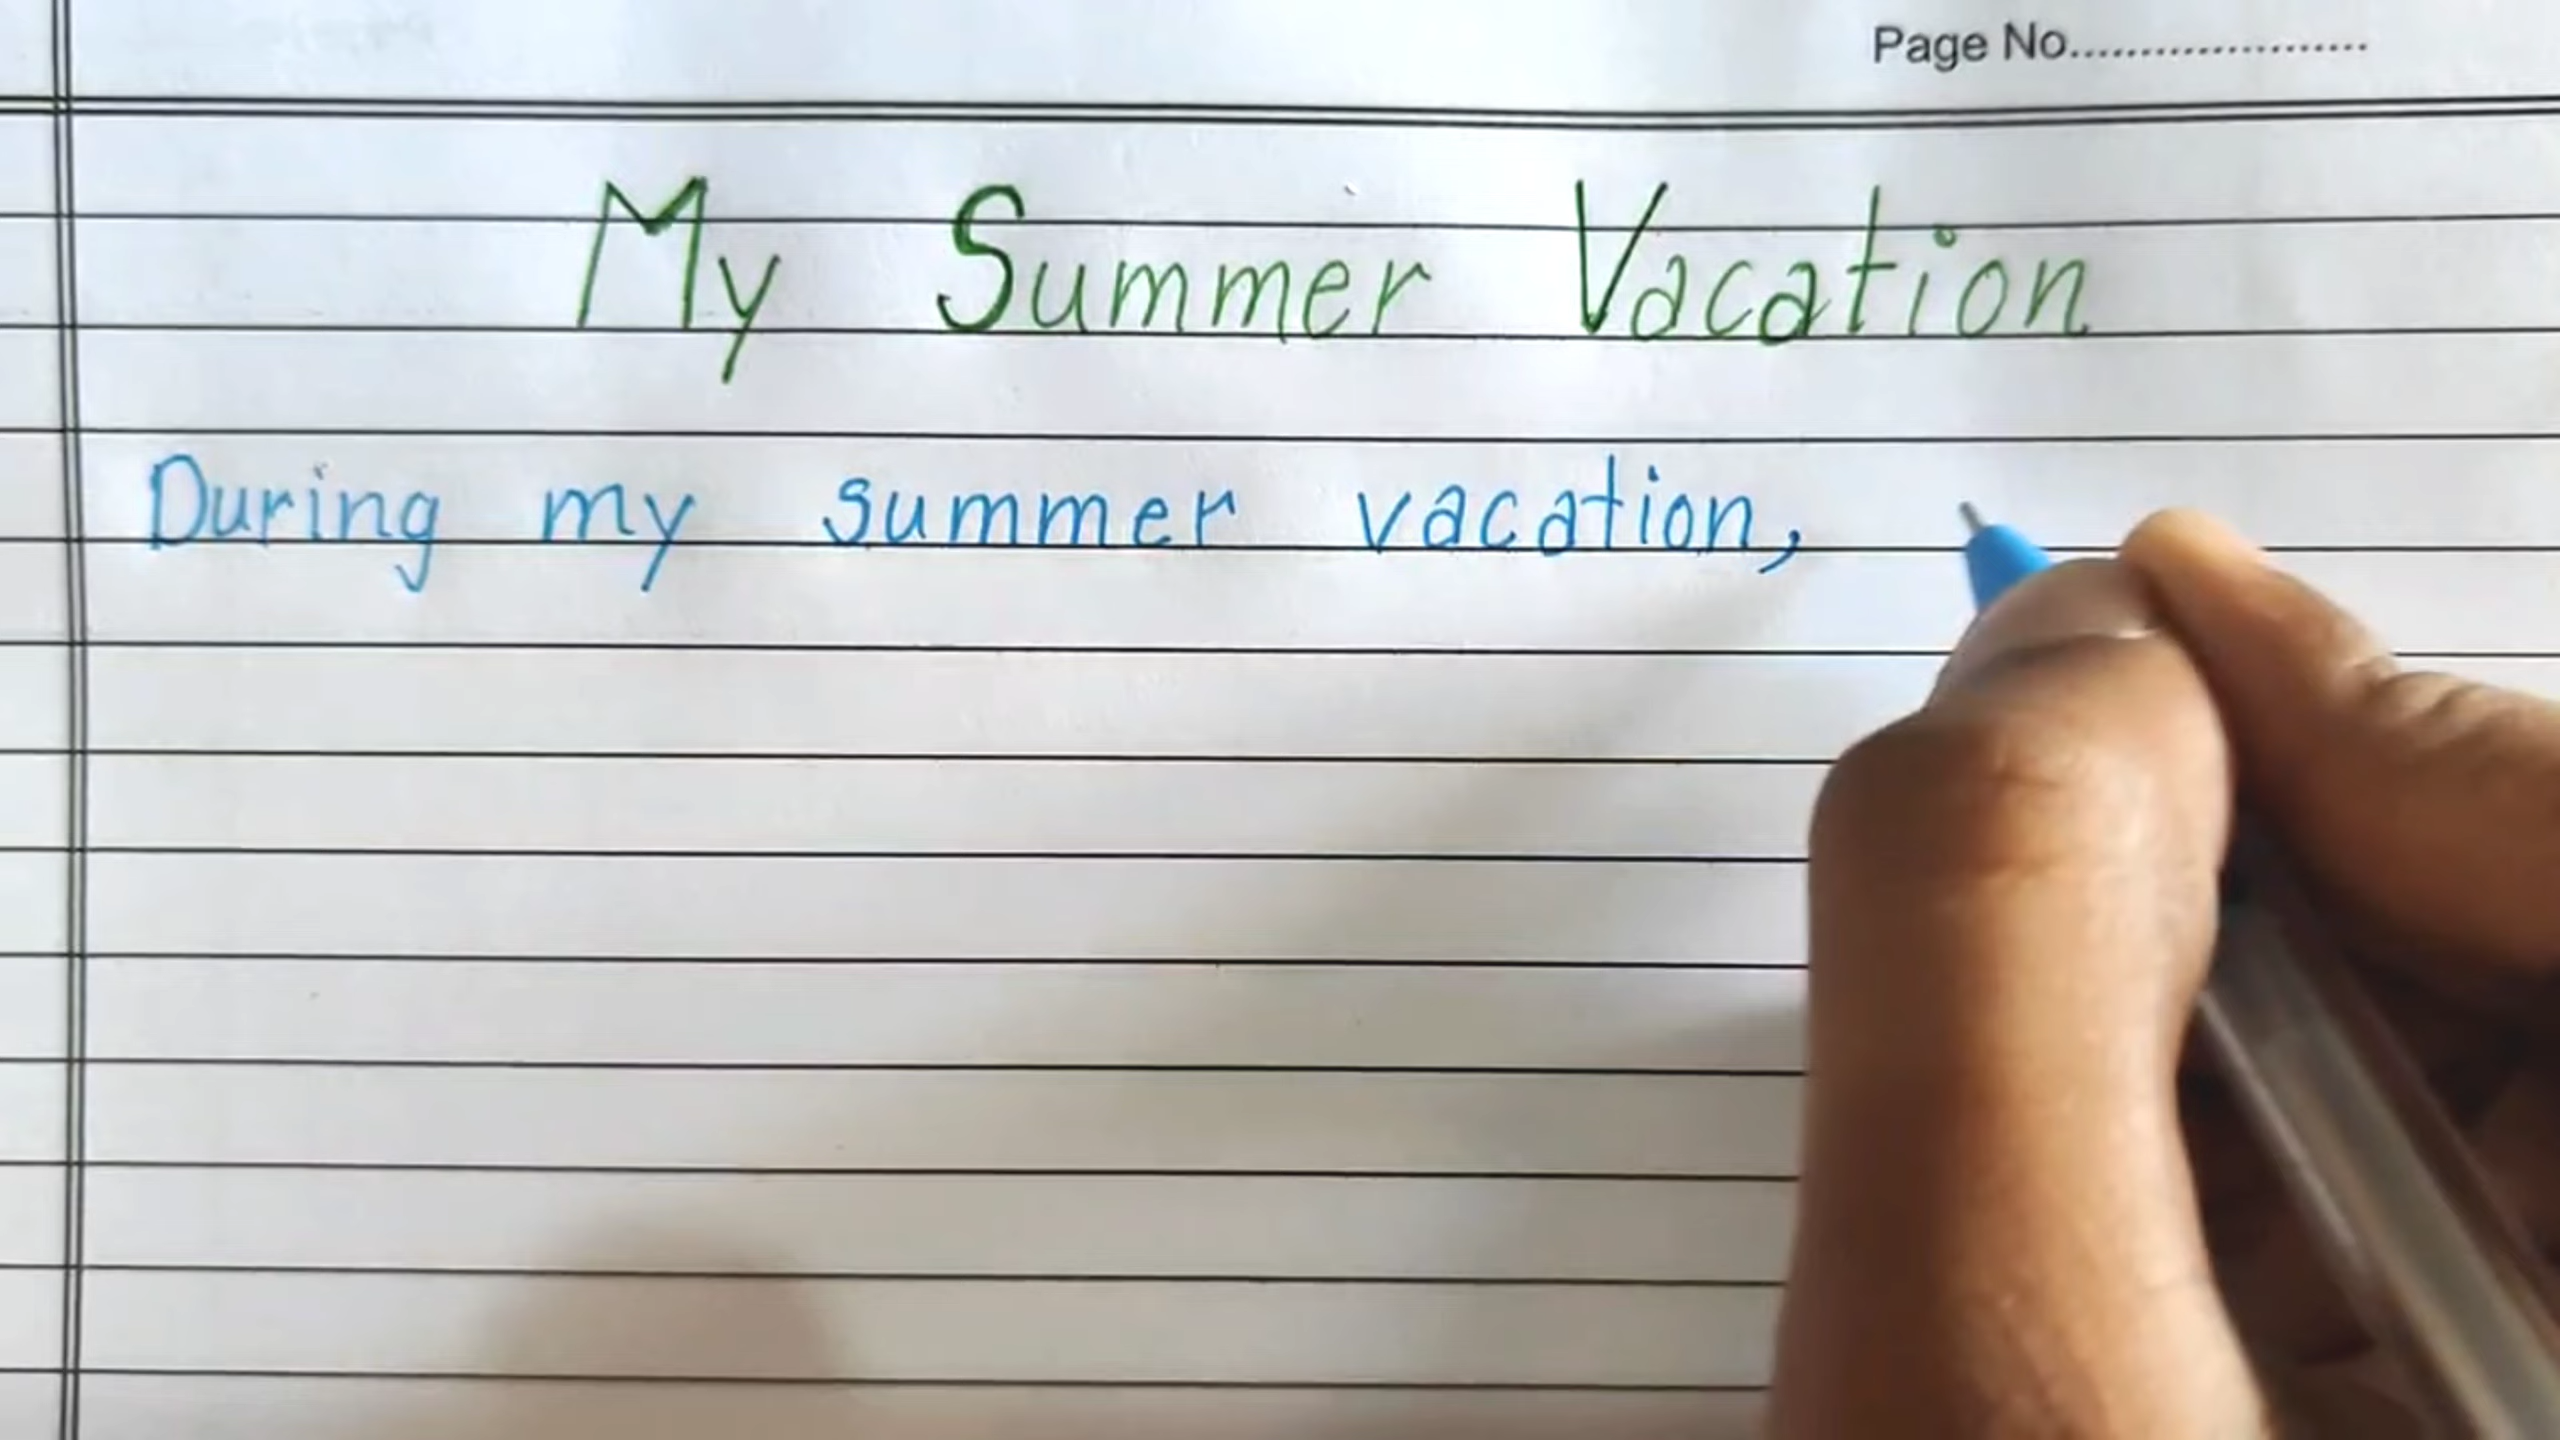 Page No.....................
My Summer Vacation
During my summer vacation,